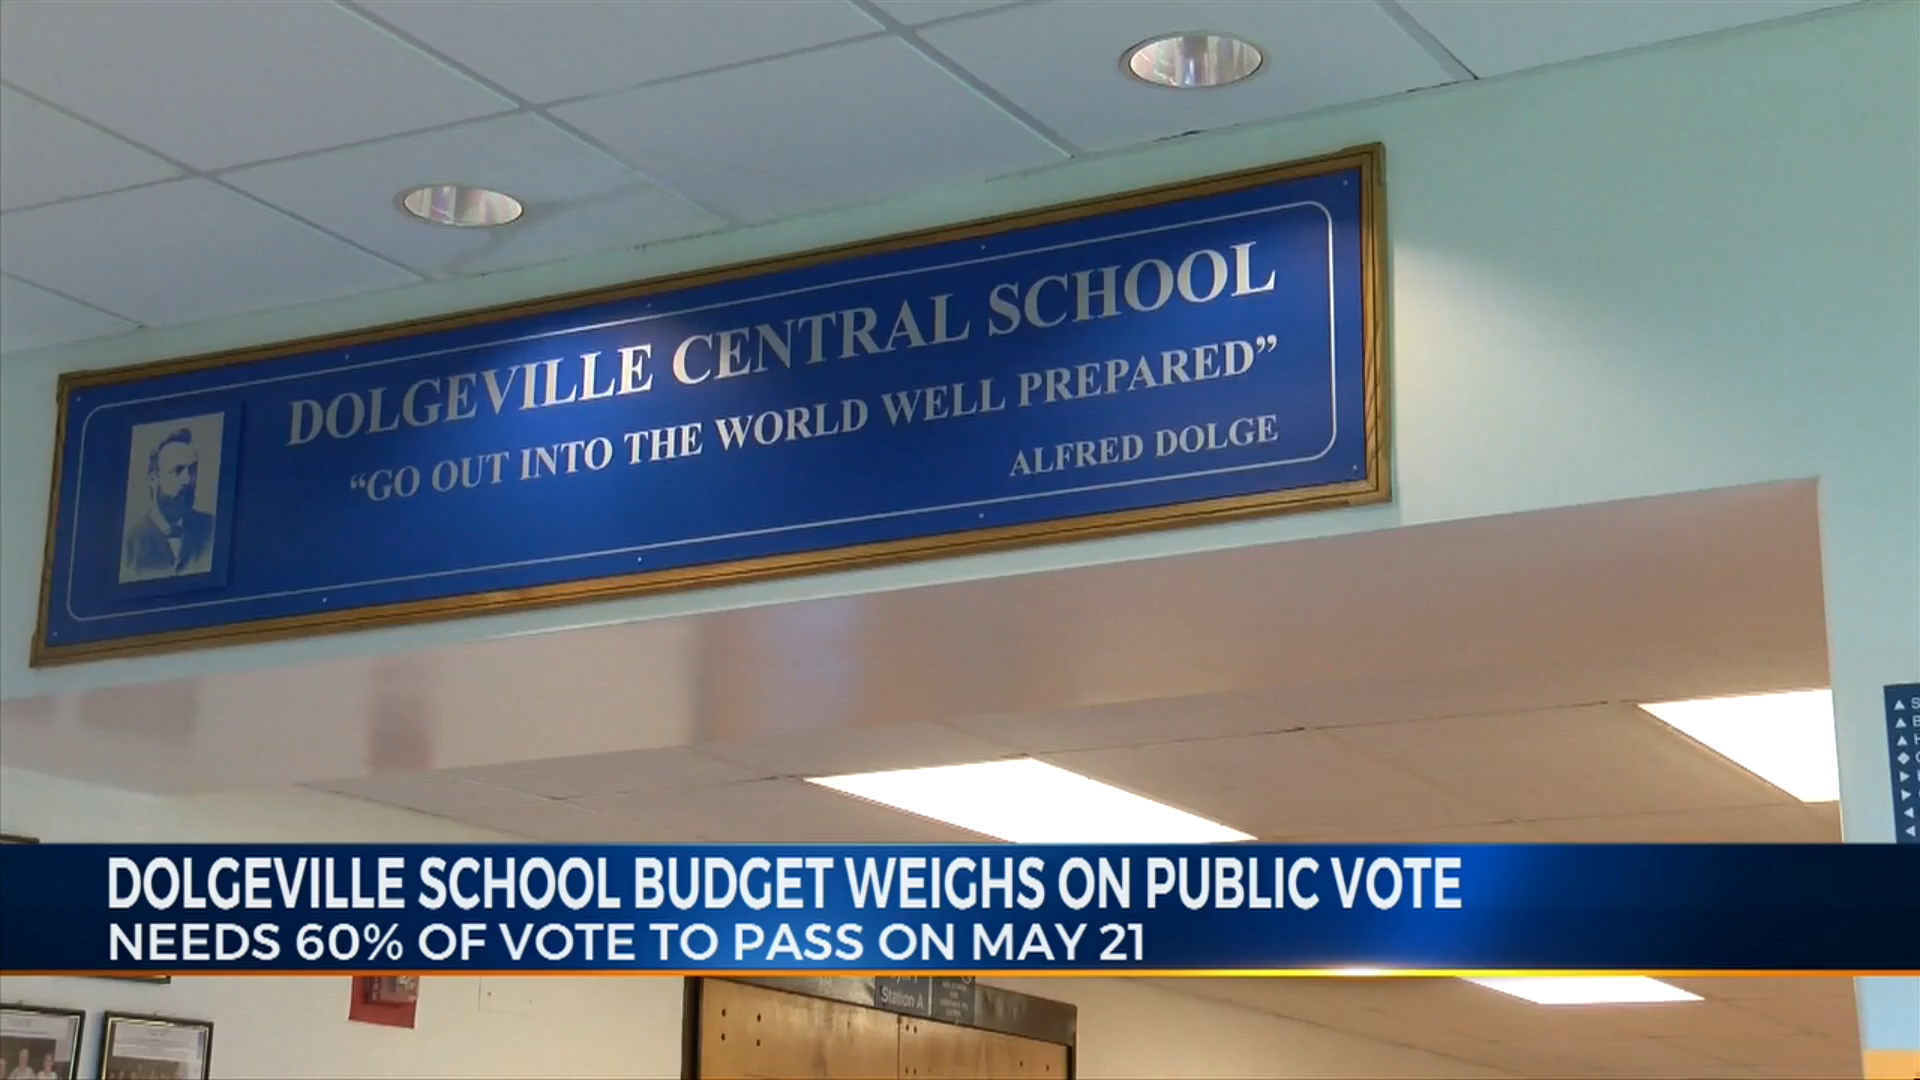 DOLGEVILLE CENTRAL SCHOOL
“GO OUT INTO THE WORLD WELL PREPARED”
ALFRED DOLGE
DOLGEVILLE SCHOOL BUDGET WEIGHS ON PUBLIC VOTE
NEEDS 60% OF VOTE TO PASS ON MAY 21
Station A